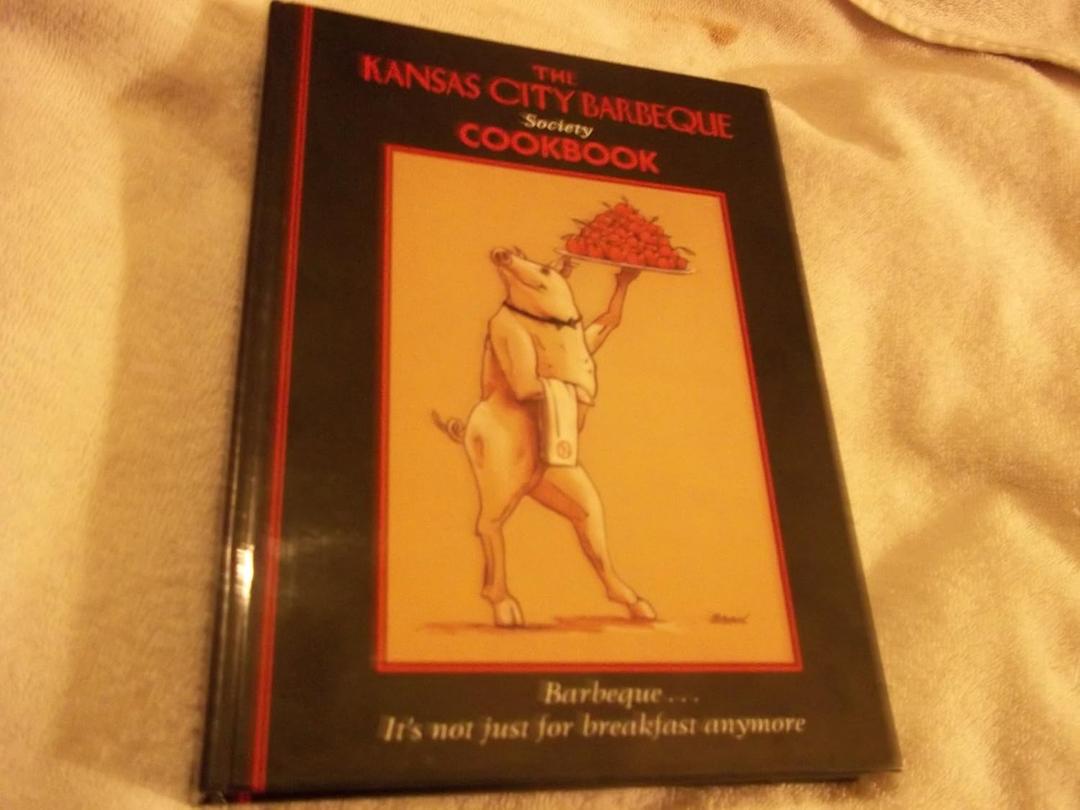 THE
KANSAS CITY BARBEQUE
Society
COOKBOOK
Barbeque...
It's not just for breakfast anymore